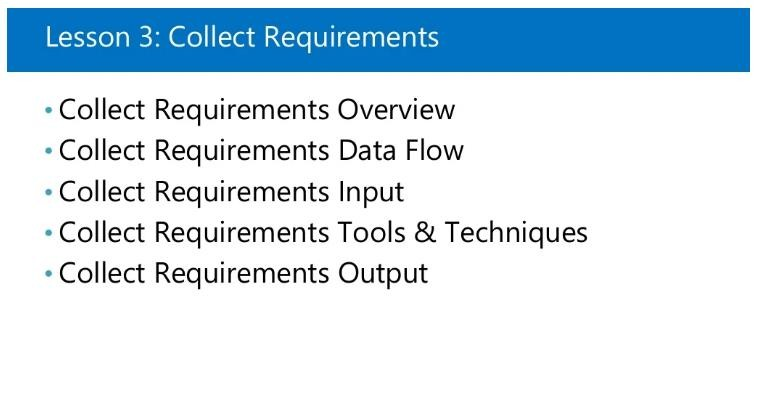 Lesson 3: Collect Requirements
• Collect Requirements Overview
• Collect Requirements Data Flow
• Collect Requirements Input
• Collect Requirements Tools & Techniques
• Collect Requirements Output